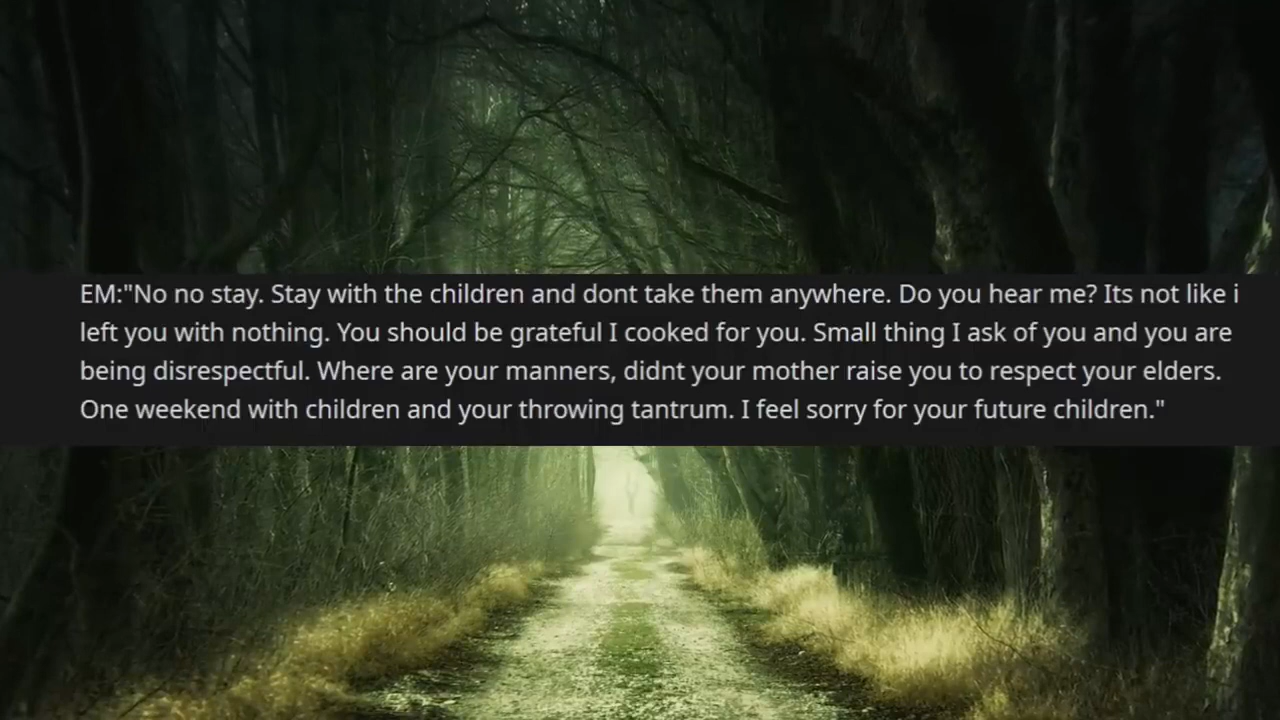 EM:"No no stay. Stay with the children and dont take them anywhere. Do you hear me? Its not like i
left you with nothing. You should be grateful I cooked for you. Small thing I ask of you and you are
being disrespectful. Where are your manners, didnt your mother raise you to respect your elders.
One weekend with children and your throwing tantrum. I feel sorry for your future children."